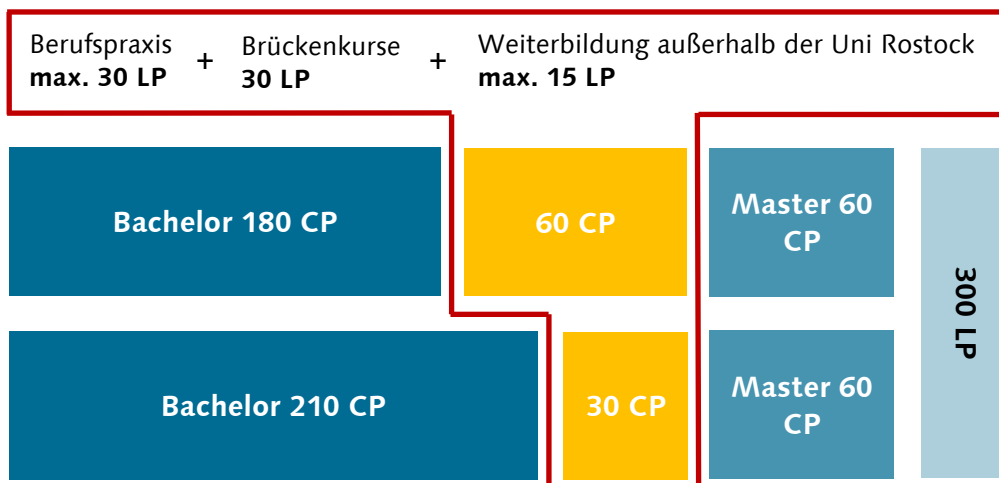 Berufspraxis
max. 30 LP
+
Brückenkurse
30 LP
+
Weiterbildung außerhalb der Uni Rostock
max. 15 LP
Bachelor 180 CP
60 CP
Master 60
CP
300 LP
Bachelor 210 CP
30 CP
Master 60
CP